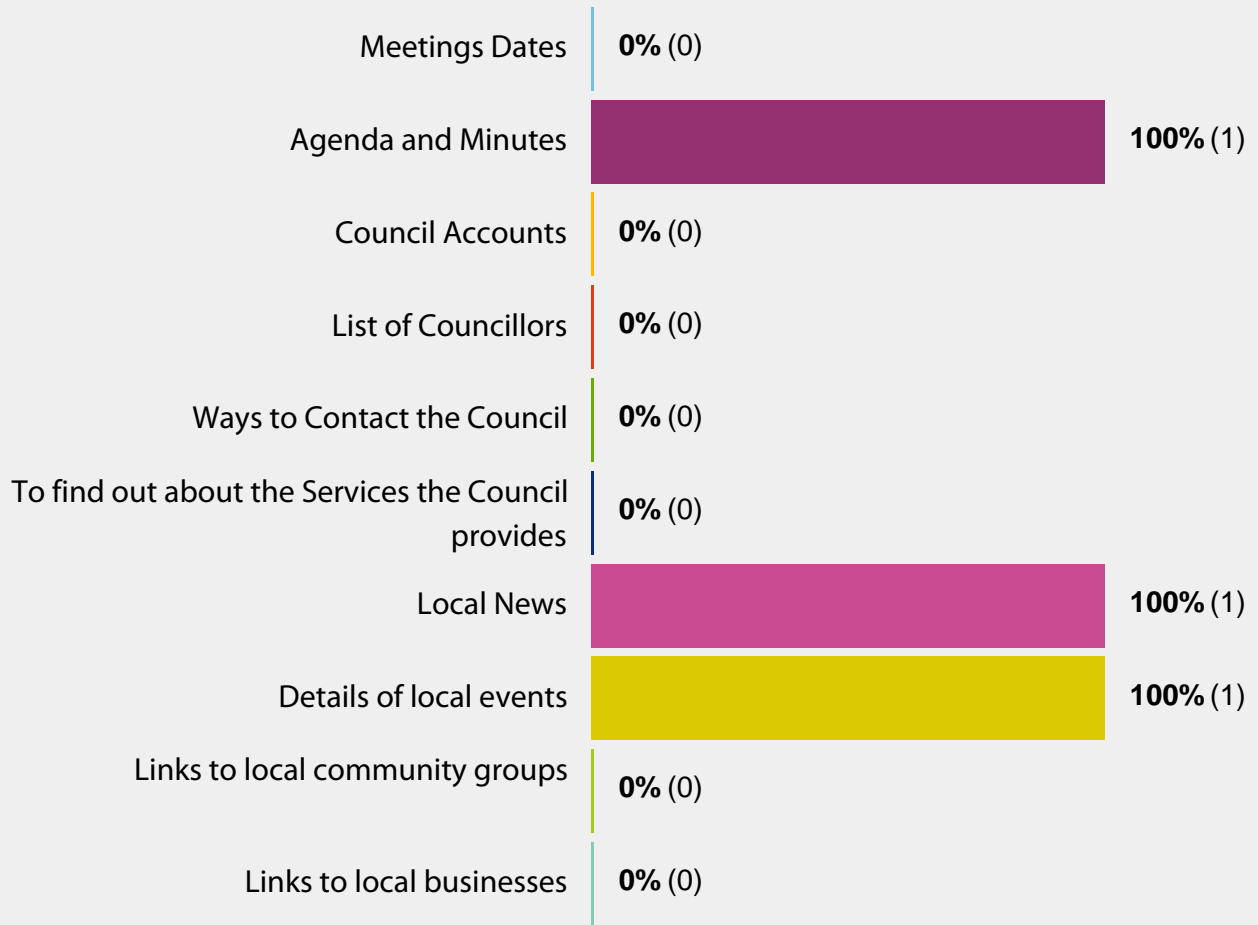 Meetings Dates 0% (0)
Agenda and Minutes 100% (1)
Council Accounts 0% (0)
List of Councillors 0% (0)
Ways to Contact the Council 0% (0)
To find out about the Services the Council
provides 0% (0)
Local News 100% (1)
Details of local events 100% (1)
Links to local community groups 0% (0)
Links to local businesses 0% (0)